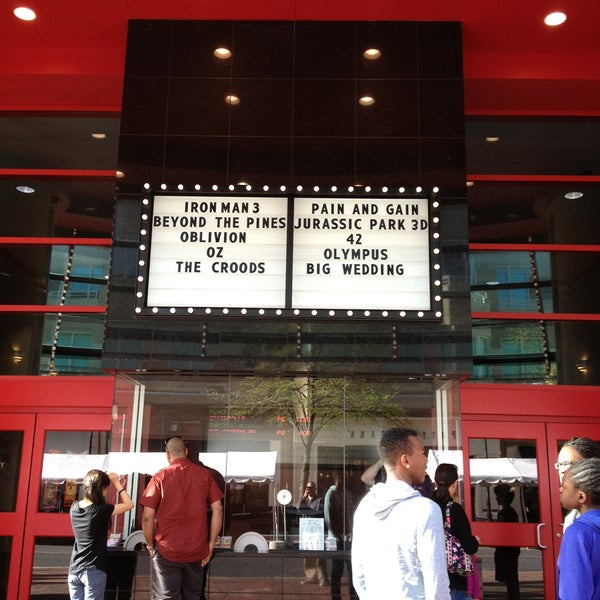 IRON MAN 3
BEYOND THE PINES
OBLIVION
OZ
THE CROODS
PAIN AND GAIN
JURASSIC PARK 3D
42
OLYMPUS
BIG WEDDING